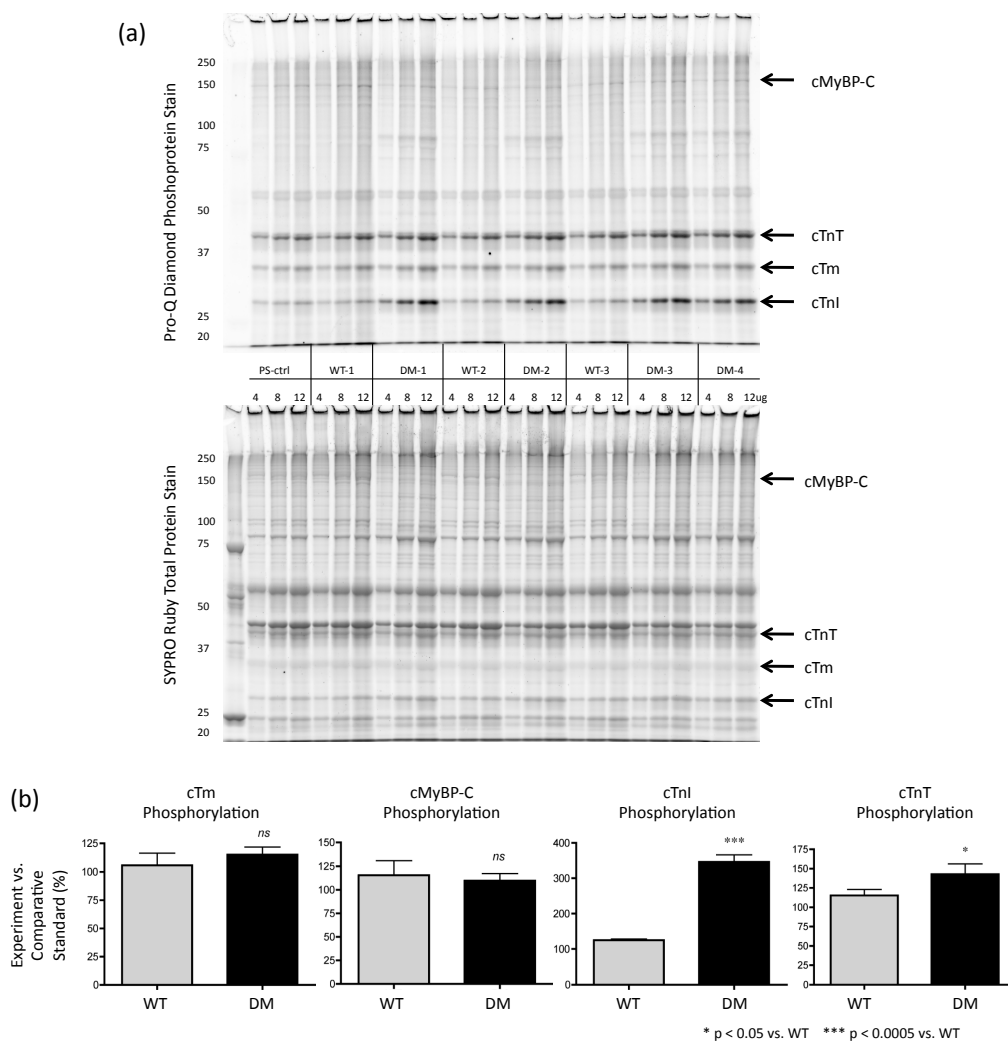 (a)
Pro-Q Diamond Phoshoprotein Stain
250
150
100
75
50
37
25
20
cMyBP-C
cTnT
cTm
cTnI
PS-ctrl WT-1 DM-1 WT-2 DM-2 WT-3 DM-3 DM-4
4 8 12 4 8 12 4 8 12 4 8 12 4 8 12 4 8 12 4 8 12 4 8 12ug
SYPRO Ruby Total Protein Stain
250
150
100
75
50
37
25
20
cMyBP-C
cTnT
cTm
cTnI
(b)
Experiment vs.
Comparative
Standard (%)
cTm
Phosphorylation
125
100
75
50
25
0
ns
WT DM
cMyBP-C
Phosphorylation
150
125
100
75
50
25
0
ns
WT DM
cTnI
Phosphorylation
400
300
200
100
0
***
WT DM
cTnT
Phosphorylation
175
150
125
100
75
50
25
0
*
WT DM
* p < 0.05 vs. WT *** p < 0.0005 vs. WT